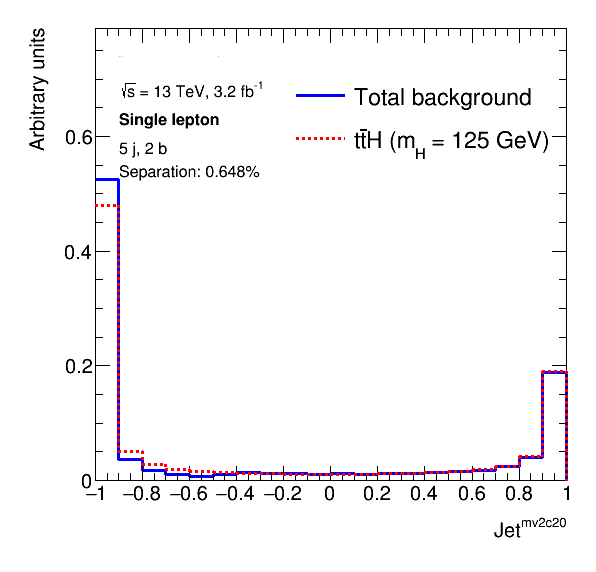 Arbitrary units
√s = 13 TeV, 3.2 fb⁻¹
Single lepton
5 j, 2 b
Separation: 0.648%
Total background
tt̄H (m_H = 125 GeV)
0.6
0.4
0.2
0
−1 −0.8 −0.6 −0.4 −0.2 0 0.2 0.4 0.6 0.8 1
Jet^mv2c20